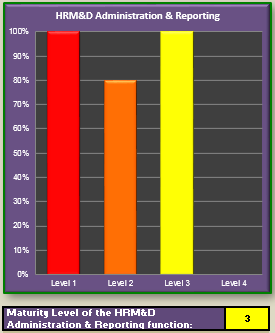 HRM&D Administration & Reporting
100%
90%
80%
70%
60%
50%
40%
30%
20%
10%
0%
Level 1 Level 2 Level 3 Level 4
Maturity Level of the HRM&D
Administration & Reporting function: 3